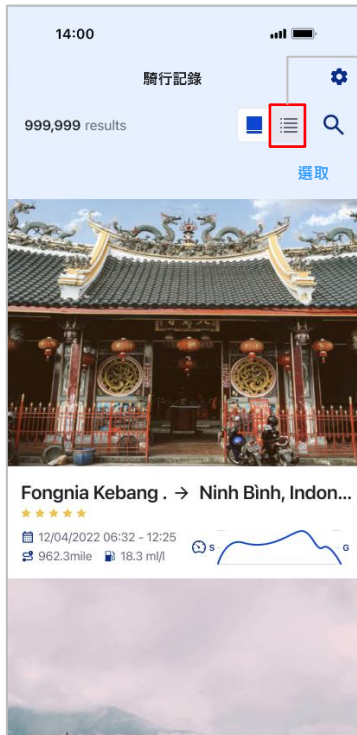 14:00
騎行記錄
999,999 results
選取
Fongnia Kebang . → Ninh Bình, Indon...
12/04/2022 06:32 - 12:25
962.3mile 18.3 ml/l
S G